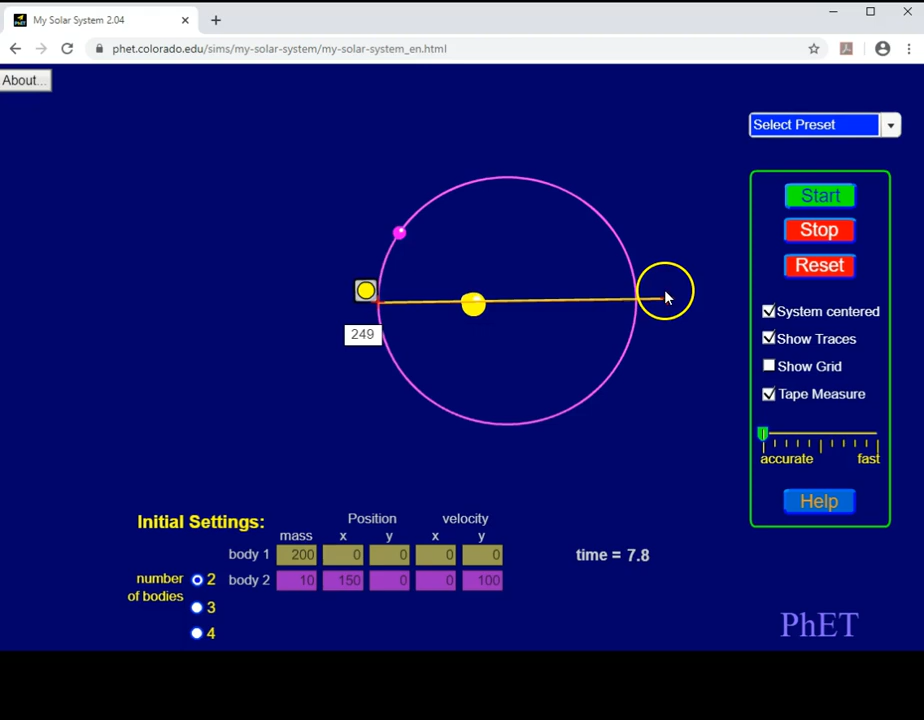 My Solar System 2.04
phet.colorado.edu/sims/my-solar-system/my-solar-system_en.html
About...
Select Preset
Start
Stop
Reset
249
System centered
Show Traces
Show Grid
Tape Measure
accurate fast
Help
Initial Settings:
Position velocity
mass x y x y
body 1 200 0 0 0 0
time = 7.8
number of bodies
2
body 2 10 150 0 0 100
3
4
PhET